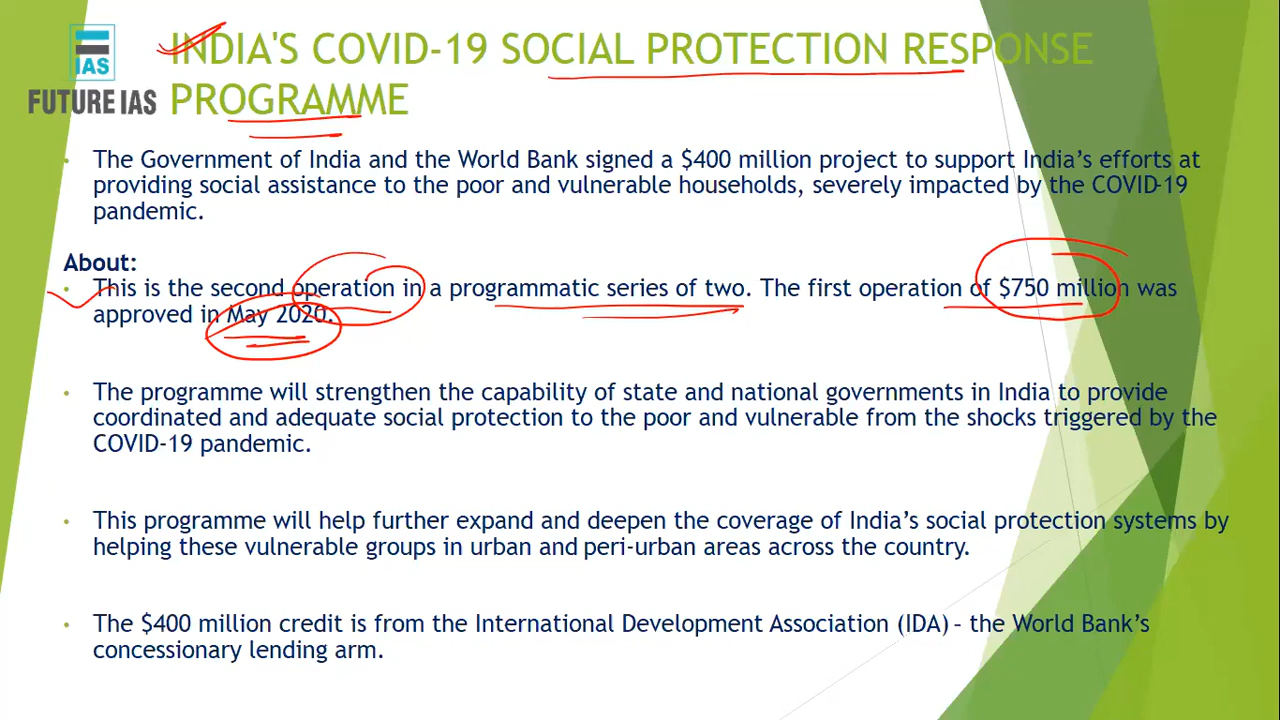 IAS
FUTURE IAS
INDIA'S COVID-19 SOCIAL PROTECTION RESPONSE
PROGRAMME
• The Government of India and the World Bank signed a $400 million project to support India's efforts at
providing social assistance to the poor and vulnerable households, severely impacted by the COVID-19
pandemic.
About:
• This is the second operation in a programmatic series of two. The first operation of $750 million was
approved in May 2020.
• The programme will strengthen the capability of state and national governments in India to provide
coordinated and adequate social protection to the poor and vulnerable from the shocks triggered by the
COVID-19 pandemic.
• This programme will help further expand and deepen the coverage of India's social protection systems by
helping these vulnerable groups in urban and peri-urban areas across the country.
• The $400 million credit is from the International Development Association (IDA) – the World Bank's
concessionary lending arm.